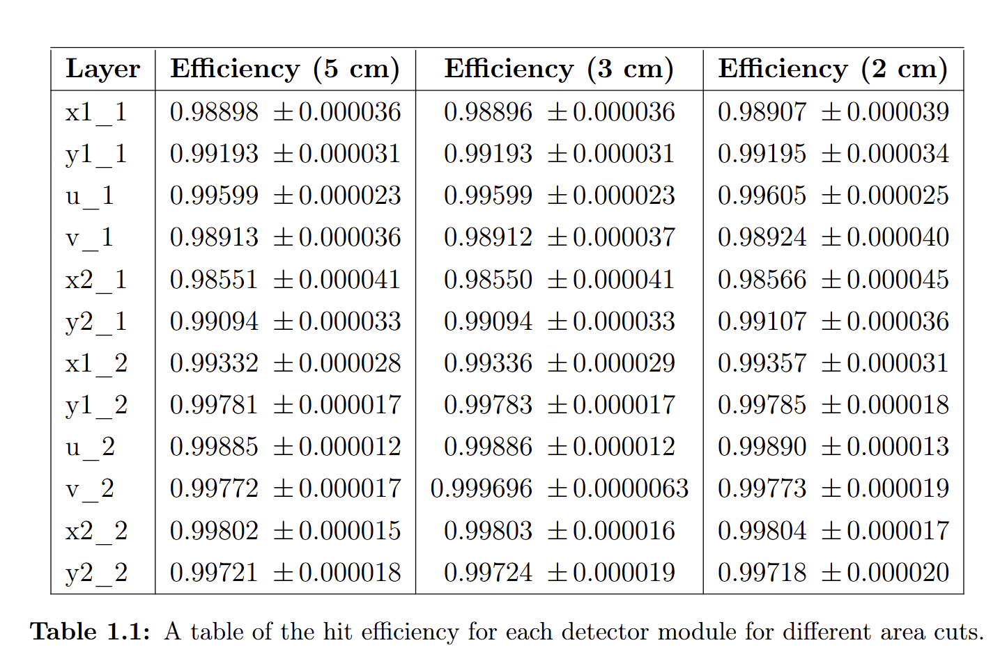 Layer Efficiency (5 cm) Efficiency (3 cm) Efficiency (2 cm)
x1_1 0.98898 ±0.000036 0.98896 ±0.000036 0.98907 ±0.000039
y1_1 0.99193 ±0.000031 0.99193 ±0.000031 0.99195 ±0.000034
u_1 0.99599 ±0.000023 0.99599 ±0.000023 0.99605 ±0.000025
v_1 0.98913 ±0.000036 0.98912 ±0.000037 0.98924 ±0.000040
x2_1 0.98551 ±0.000041 0.98550 ±0.000041 0.98566 ±0.000045
y2_1 0.99094 ±0.000033 0.99094 ±0.000033 0.99107 ±0.000036
x1_2 0.99332 ±0.000028 0.99336 ±0.000029 0.99357 ±0.000031
y1_2 0.99781 ±0.000017 0.99783 ±0.000017 0.99785 ±0.000018
u_2 0.99885 ±0.000012 0.99886 ±0.000012 0.99890 ±0.000013
v_2 0.99772 ±0.000017 0.999696 ±0.0000063 0.99773 ±0.000019
x2_2 0.99802 ±0.000015 0.99803 ±0.000016 0.99804 ±0.000017
y2_2 0.99721 ±0.000018 0.99724 ±0.000019 0.99718 ±0.000020
Table 1.1: A table of the hit efficiency for each detector module for different area cuts.